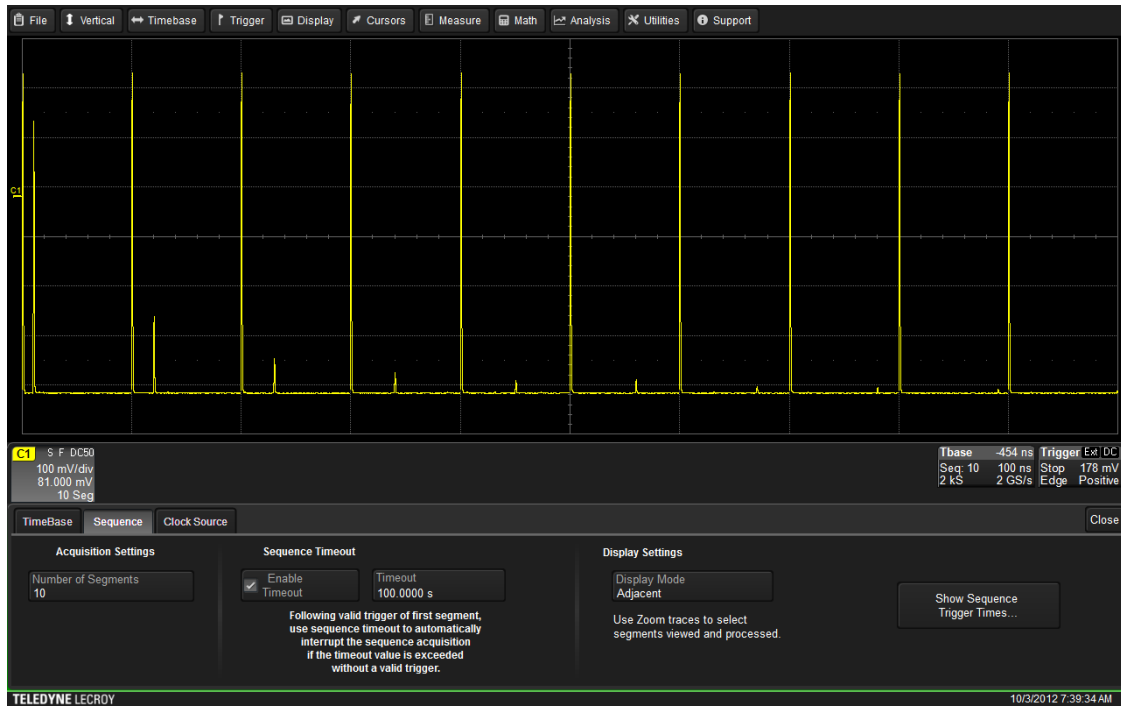 File Vertical Timebase Trigger Display Cursors Measure Math Analysis Utilities Support
C1
C1 S F DC50
100 mV/div
81.000 mV
10 Seg
Tbase -454 ns
Seq: 10 100 ns
2 kS 2 GS/s
Trigger Ext DC
Stop 178 mV
Edge Positive
TimeBase Sequence Clock Source Close
Acquisition Settings
Number of Segments
10
Sequence Timeout
Enable
Timeout
Timeout
100.0000 s
Following valid trigger of first segment,
use sequence timeout to automatically
interrupt the sequence acquisition
if the timeout value is exceeded
without a valid trigger.
Display Settings
Display Mode
Adjacent
Use Zoom traces to select
segments viewed and processed.
Show Sequence
Trigger Times...
TELEDYNE LECROY 10/3/2012 7:39:34 AM